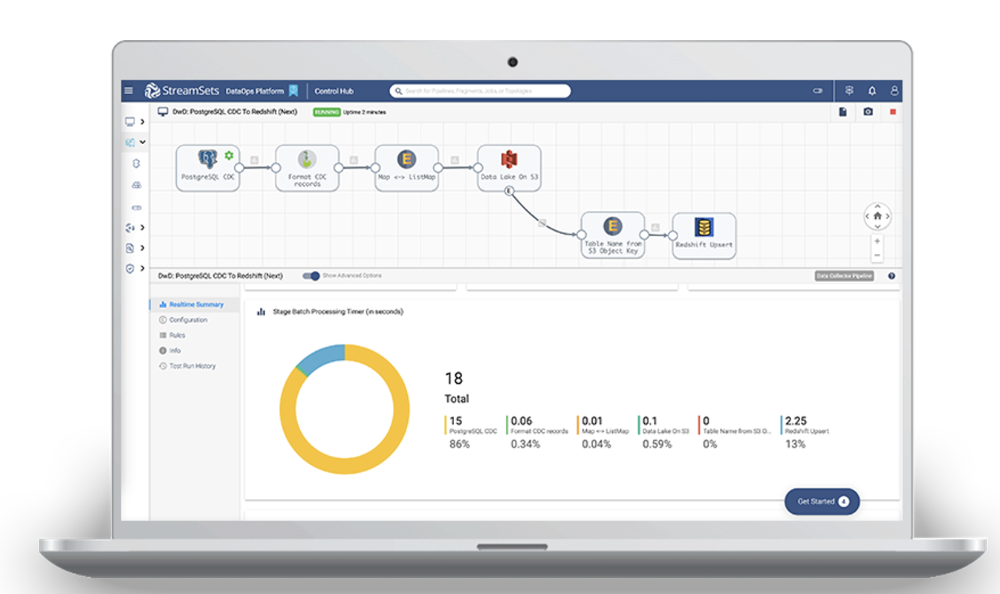 StreamSets DataOps Platform Control Hub Search for Pipelines, Fragments, Jobs, or Topologies
DwD: PostgreSQL CDC To Redshift (Next) RUNNING Uptime 2 minutes
PostgreSQL CDC
Format CDC
records
E
Map <-> ListMap
Data Lake On S3
E
E
Table Name from
S3 Object Key
Redshift Upsert
DwD: PostgreSQL CDC To Redshift (Next) Show Advanced Options Data Collector Pipeline ?
Realtime Summary
Configuration
Rules
Info
Test Run History
Stage Batch Processing Timer (in seconds)
18
Total
15 0.06 0.01 0.1 0 2.25
PostgreSQL CDC Format CDC records Map <-> ListMap Data Lake On S3 Table Name from S3 O... Redshift Upsert
86% 0.34% 0.04% 0.59% 0% 13%
Get Started 4